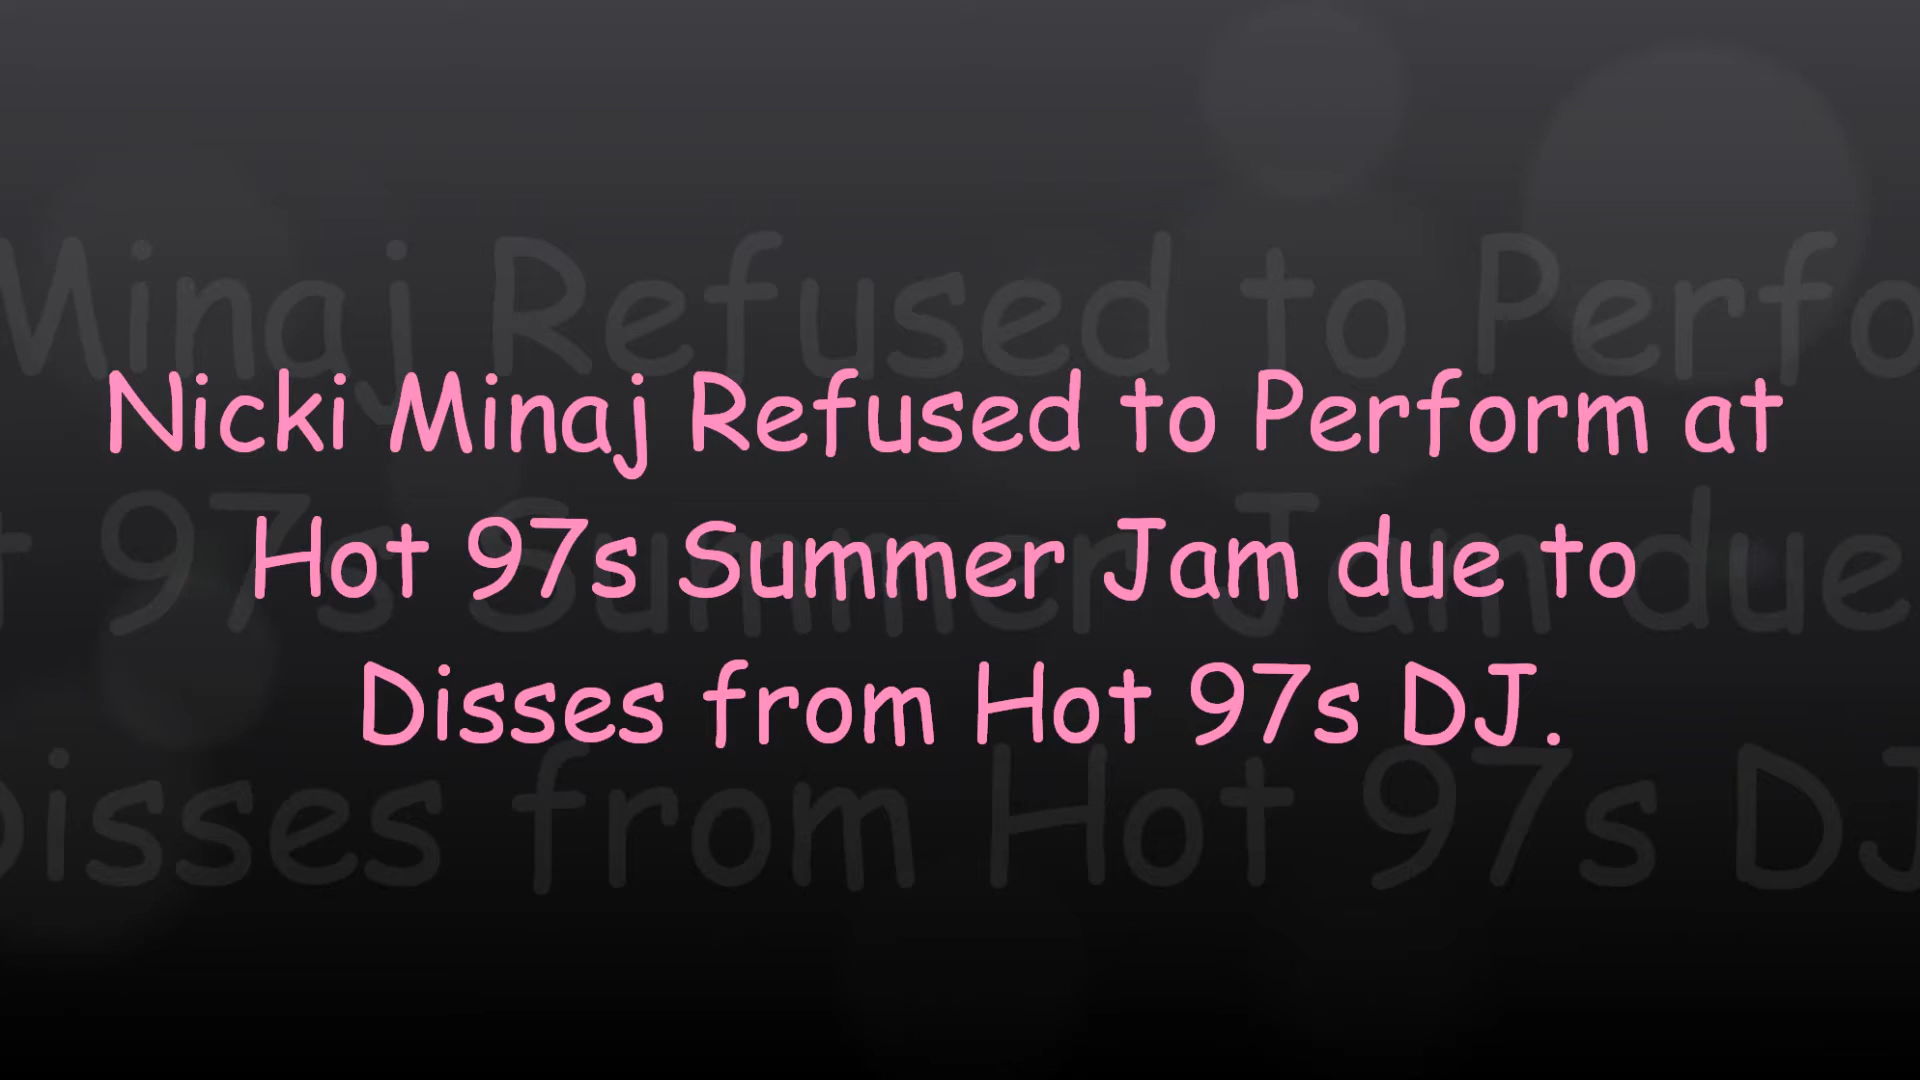 Nicki Minaj Refused to Perform at
Hot 97s Summer Jam due to
Disses from Hot 97s DJ.